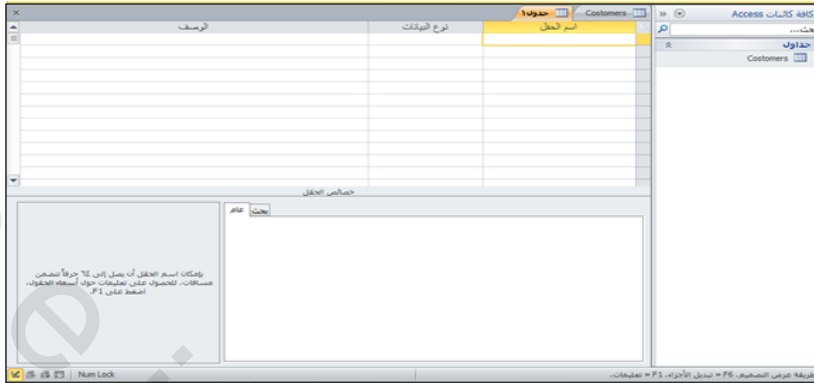 كافة كائنات Access
بحث...
جداول
Costomers
Costomers
جدول١
اسم الحقل
نوع البيانات
الوصف
خصائص الحقل
عام
بحث
بإمكان اسم الحقل أن يصل إلى ٦٤ حرفاً تتضمن
مسافات. للحصول على تعليمات حول أسماء الحقول،
اضغط على F1.
طريقة عرض التصميم. F6 = تبديل الأجزاء. F1 = تعليمات.
Num Lock